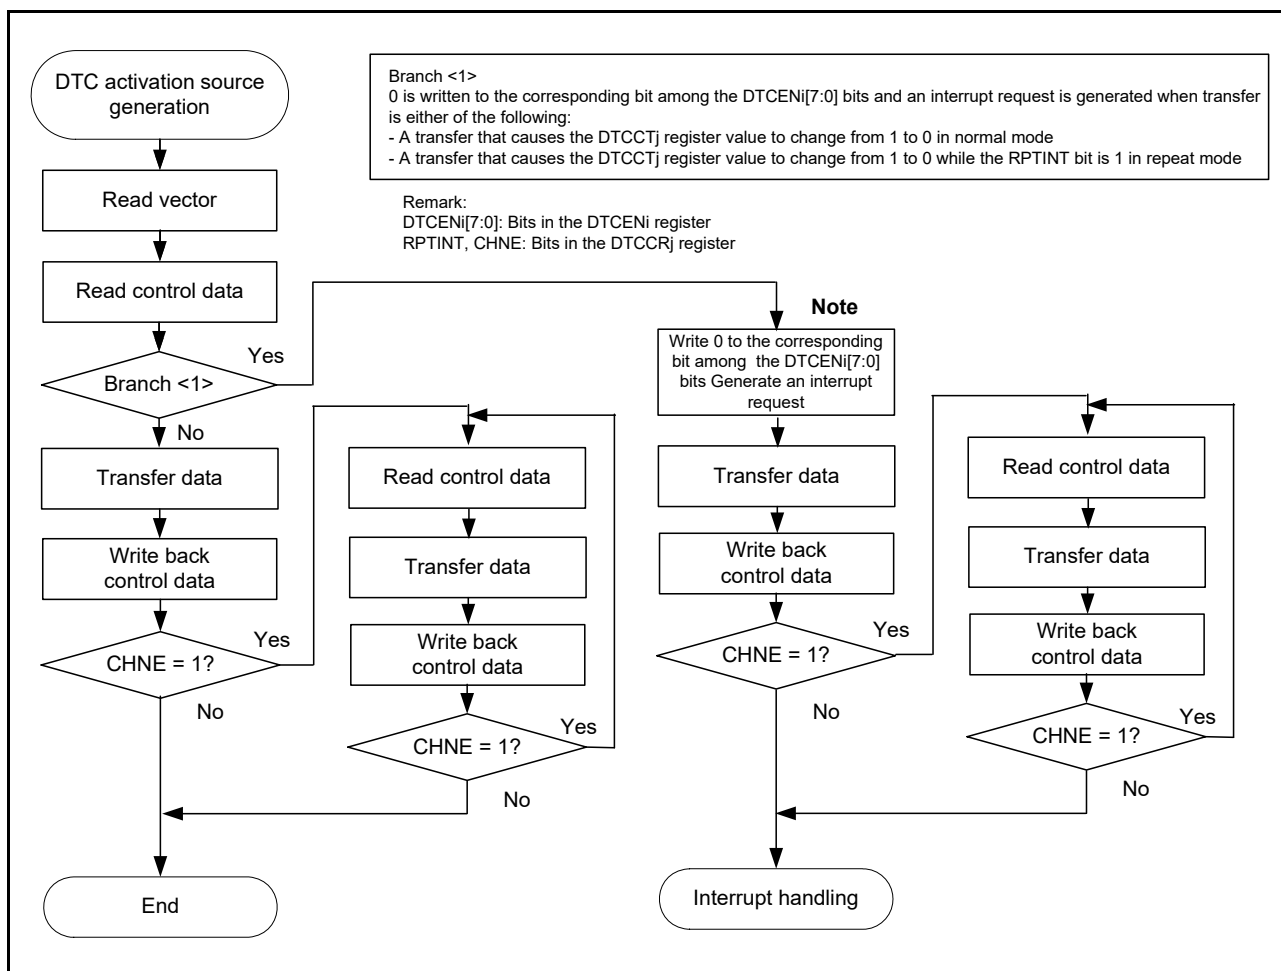 DTC activation source
generation
Branch <1>
0 is written to the corresponding bit among the DTCENi[7:0] bits and an interrupt request is generated when transfer
is either of the following:
- A transfer that causes the DTCCTj register value to change from 1 to 0 in normal mode
- A transfer that causes the DTCCTj register value to change from 1 to 0 while the RPTINT bit is 1 in repeat mode
Remark:
DTCENi[7:0]: Bits in the DTCENi register
RPTINT, CHNE: Bits in the DTCCRj register
Read vector
Read control data
Branch <1>
Yes
No
Transfer data
Write back
control data
CHNE = 1?
Yes
No
Read control data
Transfer data
Write back
control data
CHNE = 1?
Yes
No
End
Note
Write 0 to the corresponding
bit among the DTCENi[7:0]
bits Generate an interrupt
request
Transfer data
Write back
control data
CHNE = 1?
Yes
No
Read control data
Transfer data
Write back
control data
CHNE = 1?
Yes
No
Interrupt handling